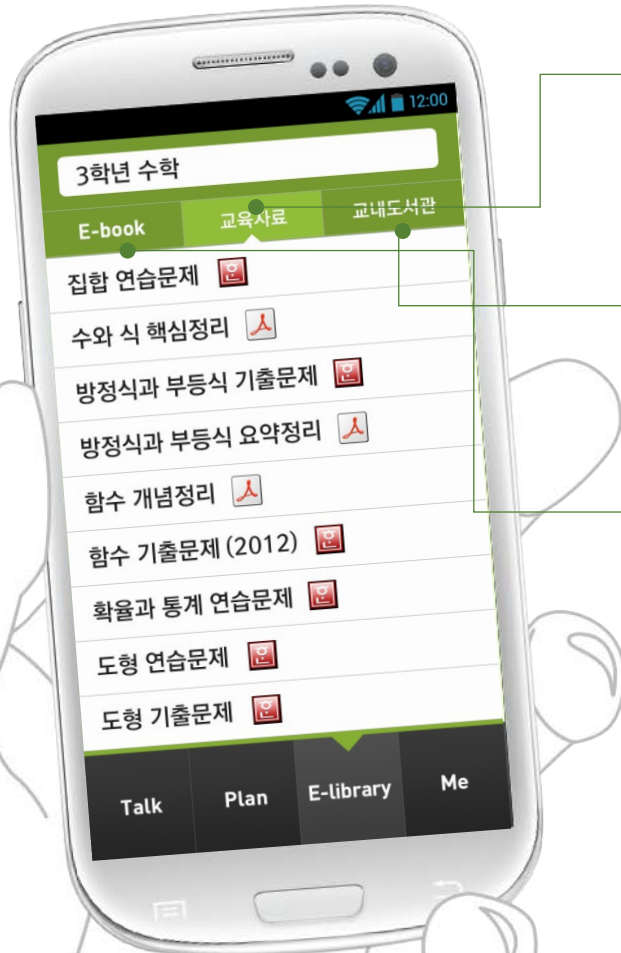 12:00
3학년 수학
E-book 교육자료 교내도서관
집합 연습문제
수와 식 핵심정리
방정식과 부등식 기출문제
방정식과 부등식 요약정리
함수 개념정리
함수 기출문제 (2012)
확률과 통계 연습문제
도형 연습문제
도형 기출문제
Talk Plan E-library Me